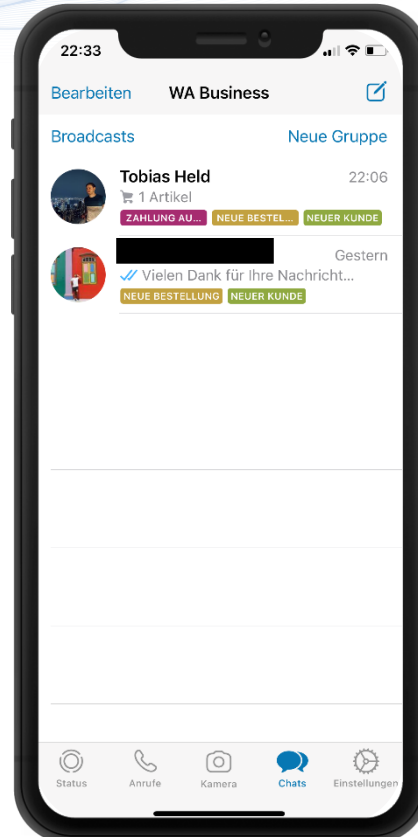 22:33
Bearbeiten WA Business
Broadcasts Neue Gruppe
Tobias Held 22:06
1 Artikel
ZAHLUNG AU... NEUE BESTEL... NEUER KUNDE
Gestern
Vielen Dank für Ihre Nachricht...
NEUE BESTELLUNG NEUER KUNDE
Status Anrufe Kamera Chats Einstellungen